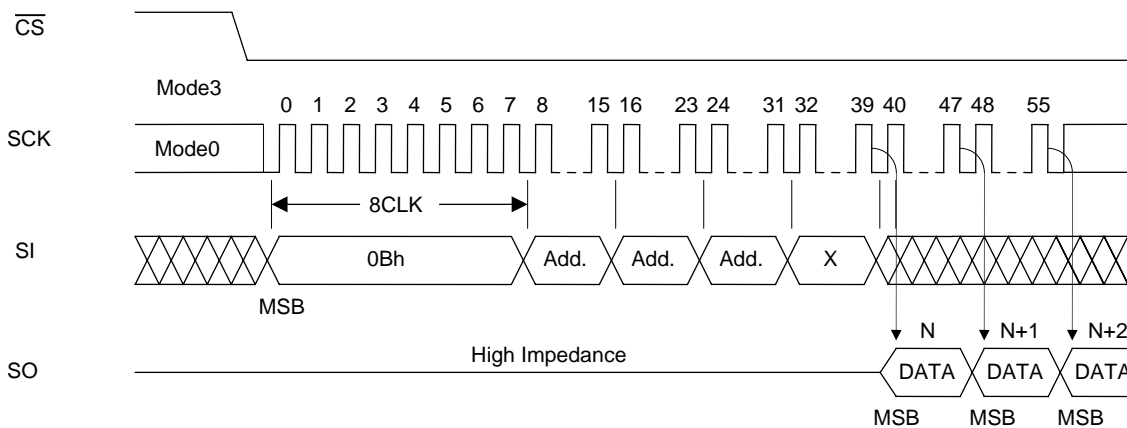 CS
Mode3
0 1 2 3 4 5 6 7 8 15 16 23 24 31 32 39 40 47 48 55
SCK
Mode0
8CLK
SI
0Bh Add. Add. Add. X
MSB
N N+1 N+2
High Impedance
SO
DATA DATA DATA
MSB MSB MSB